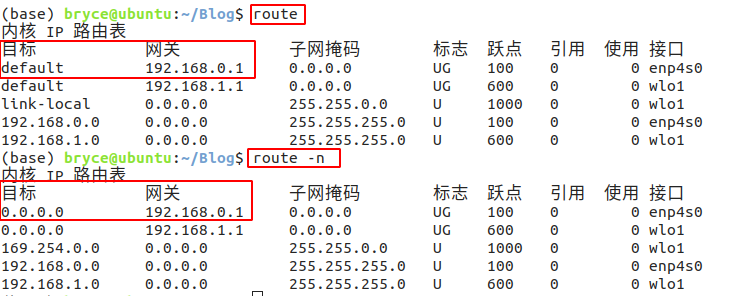 (base) bryce@ubuntu:~/Blog$ route
内核 IP 路由表
目标 网关 子网掩码 标志 跃点 引用 使用 接口
default 192.168.0.1 0.0.0.0 UG 100 0 0 enp4s0
default 192.168.1.1 0.0.0.0 UG 600 0 0 wlo1
link-local 0.0.0.0 255.255.0.0 U 1000 0 0 wlo1
192.168.0.0 0.0.0.0 255.255.255.0 U 100 0 0 enp4s0
192.168.1.0 0.0.0.0 255.255.255.0 U 600 0 0 wlo1
(base) bryce@ubuntu:~/Blog$ route -n
内核 IP 路由表
目标 网关 子网掩码 标志 跃点 引用 使用 接口
0.0.0.0 192.168.0.1 0.0.0.0 UG 100 0 0 enp4s0
0.0.0.0 192.168.1.1 0.0.0.0 UG 600 0 0 wlo1
169.254.0.0 0.0.0.0 255.255.0.0 U 1000 0 0 wlo1
192.168.0.0 0.0.0.0 255.255.255.0 U 100 0 0 enp4s0
192.168.1.0 0.0.0.0 255.255.255.0 U 600 0 0 wlo1